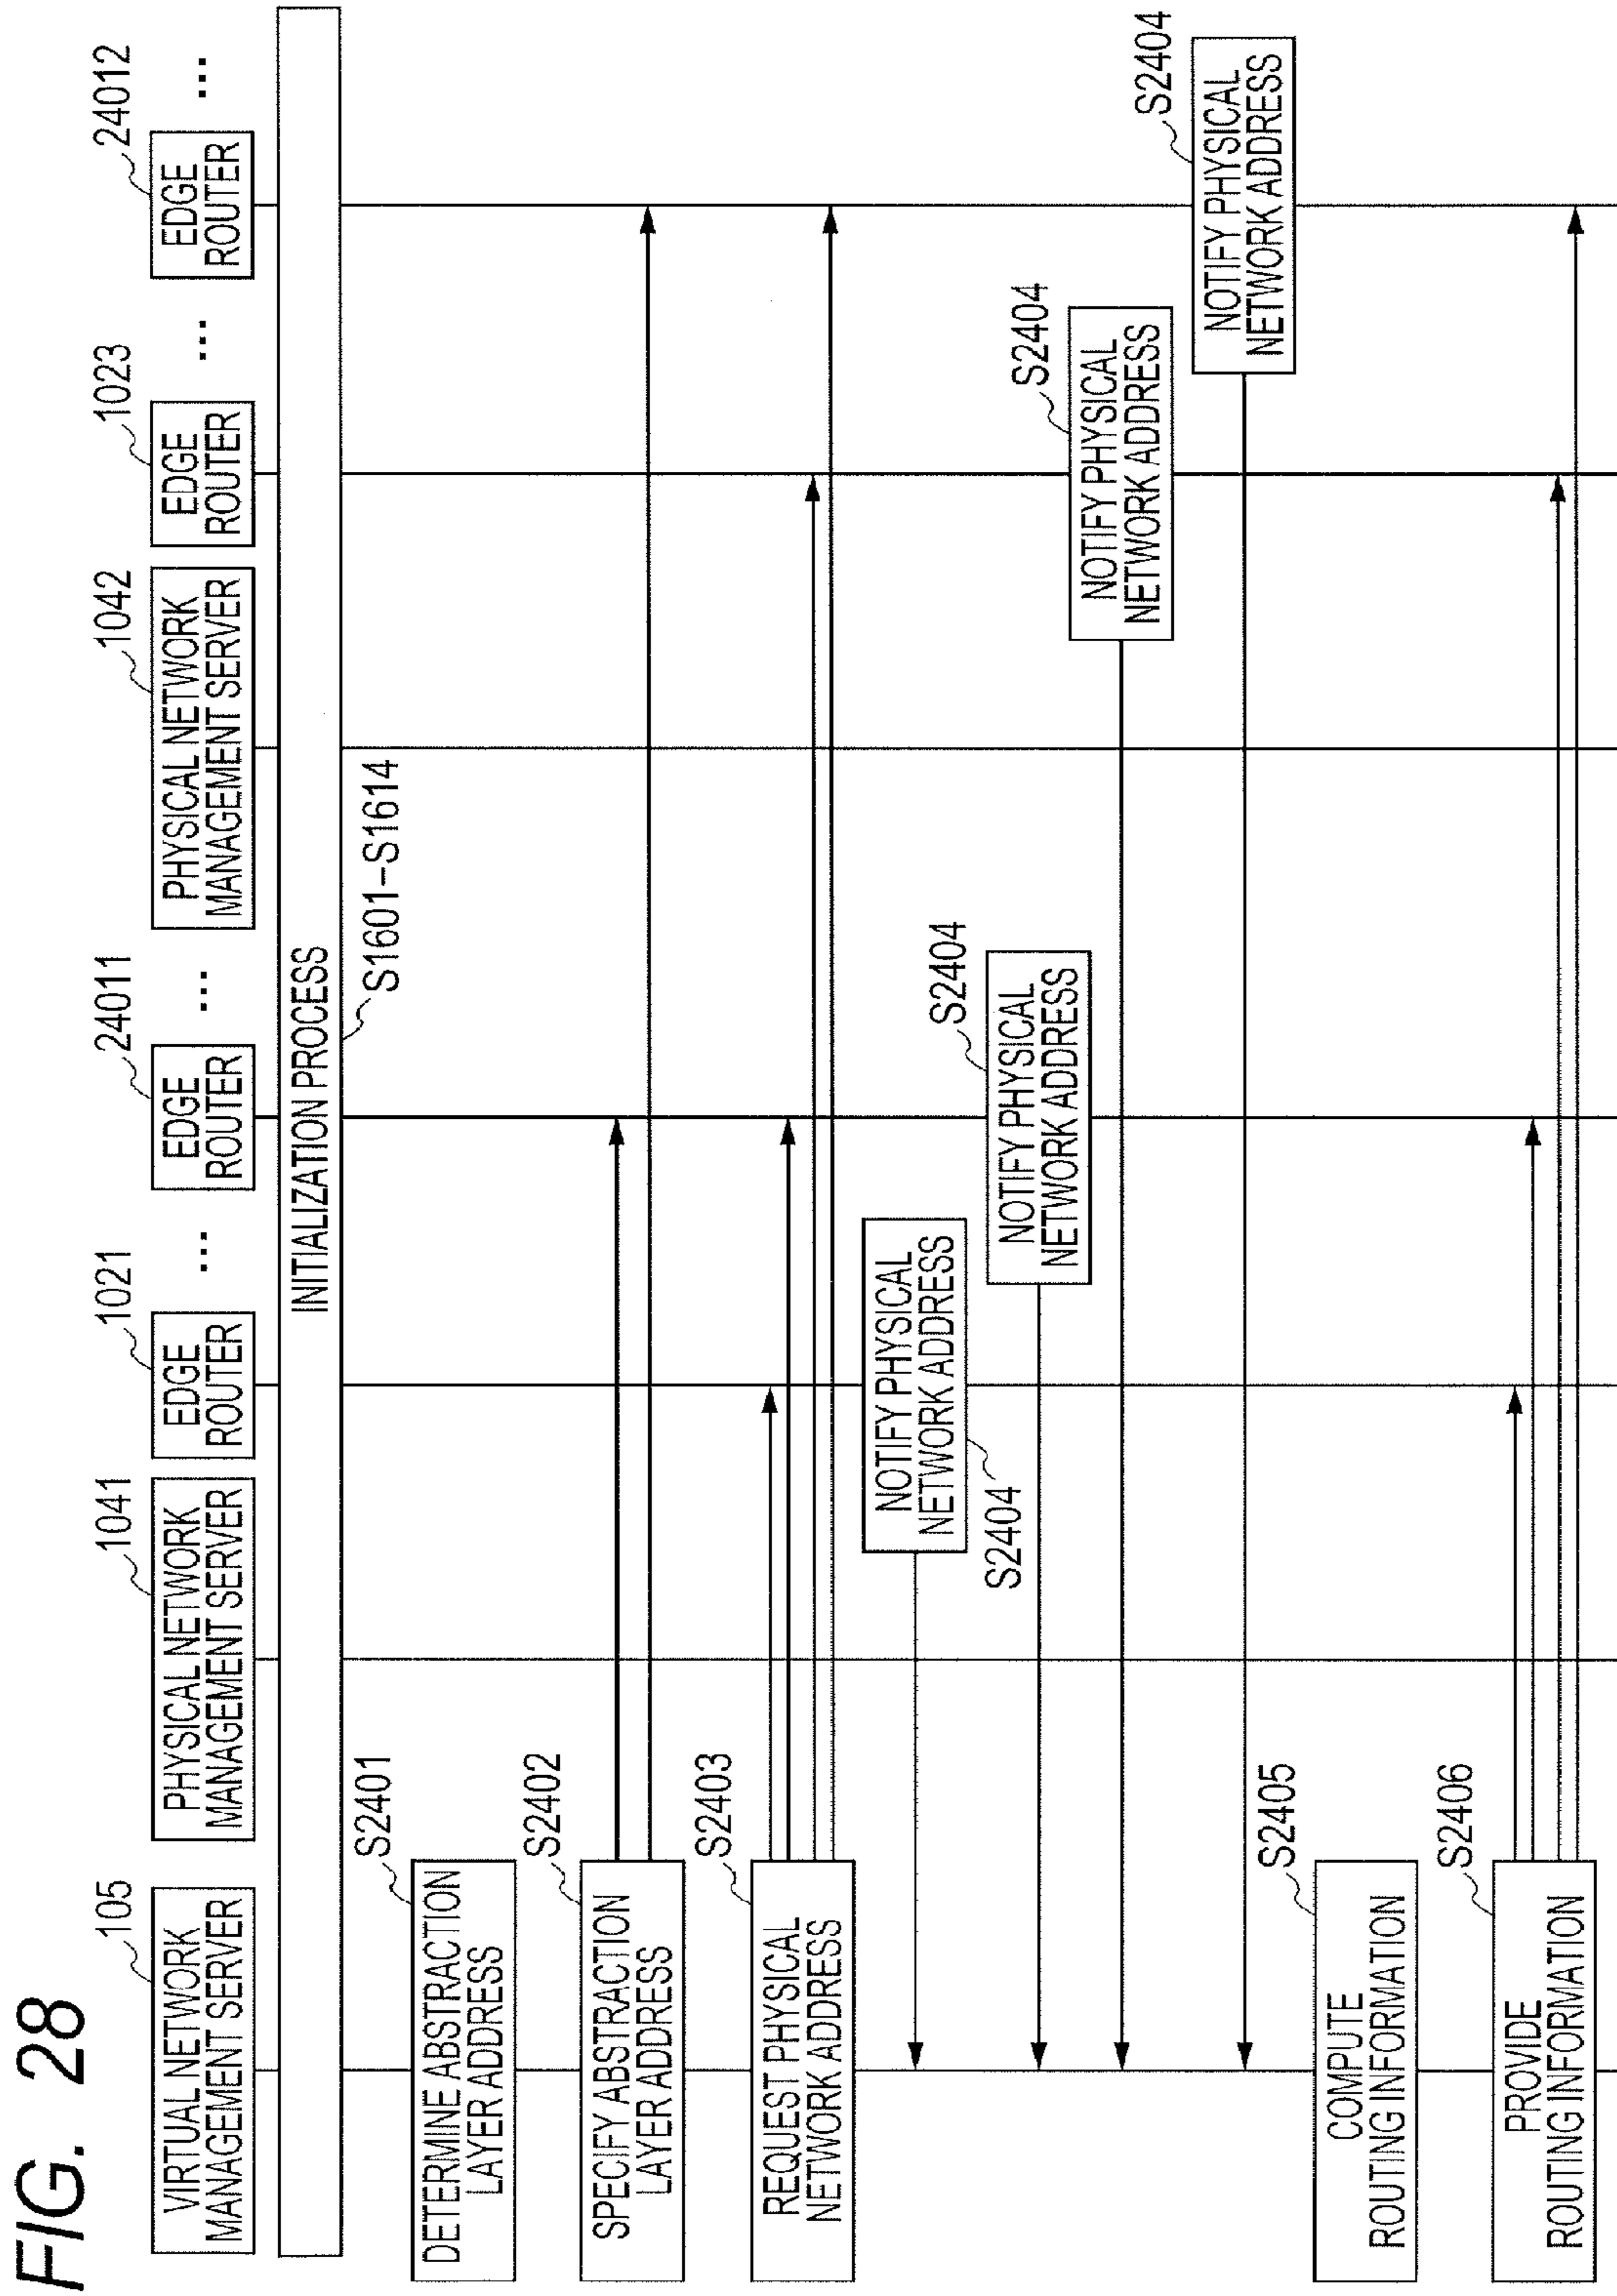 FIG. 28
105
VIRTUAL NETWORK
MANAGEMENT SERVER
1041
PHYSICAL NETWORK
MANAGEMENT SERVER
1021
EDGE
ROUTER
...
24011
EDGE
ROUTER
...
1042
PHYSICAL NETWORK
MANAGEMENT SERVER
1023
EDGE
ROUTER
...
24012
EDGE
ROUTER
...
INITIALIZATION PROCESS
S1601-S1614
S2401
DETERMINE ABSTRACTION
LAYER ADDRESS
S2402
SPECIFY ABSTRACTION
LAYER ADDRESS
S2403
REQUEST PHYSICAL
NETWORK ADDRESS
NOTIFY PHYSICAL
NETWORK ADDRESS
S2404
S2404
NOTIFY PHYSICAL
NETWORK ADDRESS
S2404
NOTIFY PHYSICAL
NETWORK ADDRESS
S2404
NOTIFY PHYSICAL
NETWORK ADDRESS
S2405
COMPUTE
ROUTING INFORMATION
S2406
PROVIDE
ROUTING INFORMATION